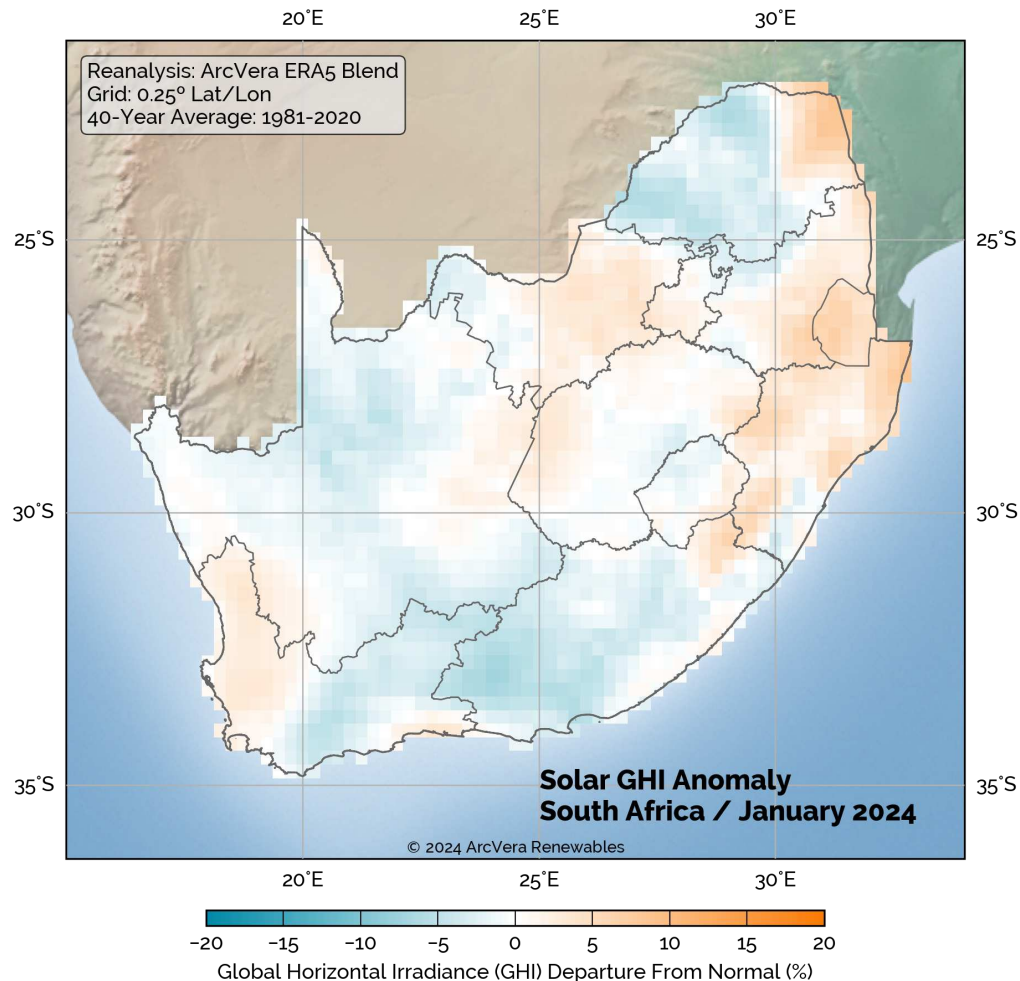 20°E 25°E 30°E
Reanalysis: ArcVera ERA5 Blend
Grid: 0.25º Lat/Lon
40-Year Average: 1981-2020
25°S 25°S
30°S 30°S
35°S 35°S
Solar GHI Anomaly
South Africa / January 2024
© 2024 ArcVera Renewables
20°E 25°E 30°E
−20 −15 −10 −5 0 5 10 15 20
Global Horizontal Irradiance (GHI) Departure From Normal (%)